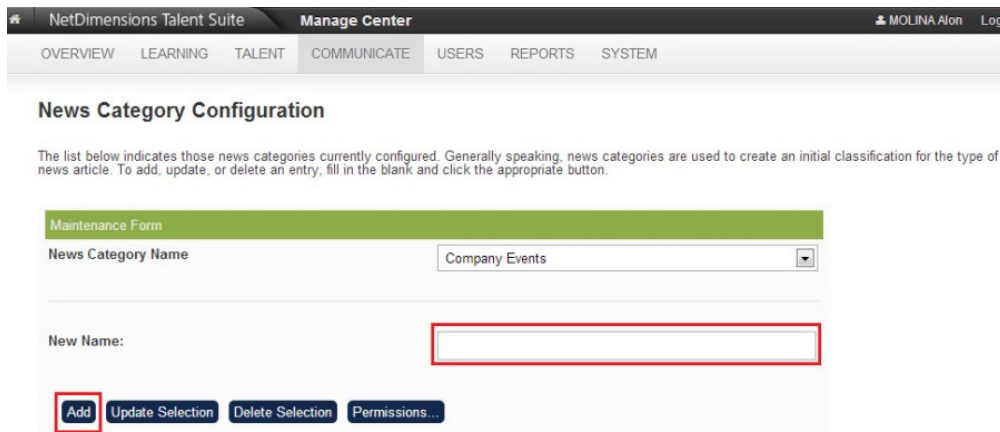 NetDimensions Talent Suite Manage Center MOLINA Alon
OVERVIEW LEARNING TALENT COMMUNICATE USERS REPORTS SYSTEM
News Category Configuration
The list below indicates those news categories currently configured. Generally speaking, news categories are used to create an initial classification for the type of
news article. To add, update, or delete an entry, fill in the blank and click the appropriate button.
Maintenance Form
News Category Name Company Events
New Name:
Add Update Selection Delete Selection Permissions...